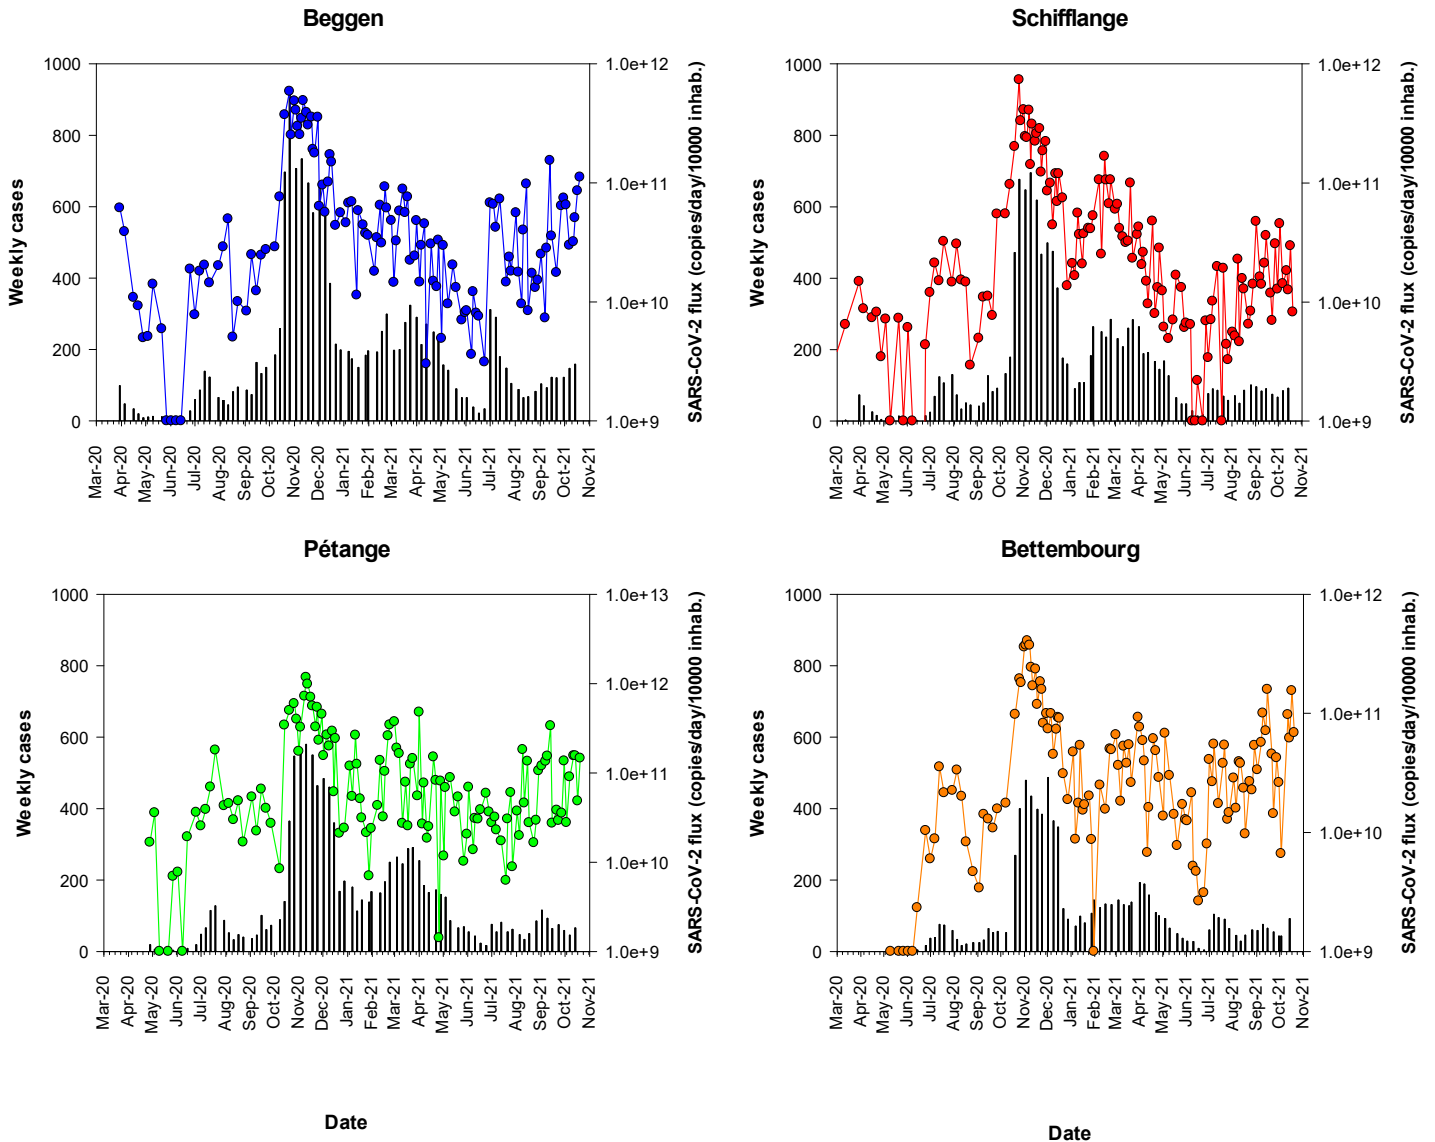 Beggen
Schifflange
1000
800
600
400
200
0
Weekly cases
1.0e+12
1.0e+11
1.0e+10
1.0e+9
SARS-CoV-2 flux (copies/day/10000 inhab.)
Mar-20
Apr-20
May-20
Jun-20
Jul-20
Aug-20
Sep-20
Oct-20
Nov-20
Dec-20
Jan-21
Feb-21
Mar-21
Apr-21
May-21
Jun-21
Jul-21
Aug-21
Sep-21
Oct-21
Nov-21
1000
800
600
400
200
0
Weekly cases
1.0e+12
1.0e+11
1.0e+10
1.0e+9
SARS-CoV-2 flux (copies/day/10000 inhab.)
Mar-20
Apr-20
May-20
Jun-20
Jul-20
Aug-20
Sep-20
Oct-20
Nov-20
Dec-20
Jan-21
Feb-21
Mar-21
Apr-21
May-21
Jun-21
Jul-21
Aug-21
Sep-21
Oct-21
Nov-21
Pétange
Bettembourg
1000
800
600
400
200
0
Weekly cases
1.0e+13
1.0e+12
1.0e+11
1.0e+10
1.0e+9
SARS-CoV-2 flux (copies/day/10000 inhab.)
Mar-20
Apr-20
May-20
Jun-20
Jul-20
Aug-20
Sep-20
Oct-20
Nov-20
Dec-20
Jan-21
Feb-21
Mar-21
Apr-21
May-21
Jun-21
Jul-21
Aug-21
Sep-21
Oct-21
Nov-21
1000
800
600
400
200
0
Weekly cases
1.0e+12
1.0e+11
1.0e+10
1.0e+9
SARS-CoV-2 flux (copies/day/10000 inhab.)
Mar-20
Apr-20
May-20
Jun-20
Jul-20
Aug-20
Sep-20
Oct-20
Nov-20
Dec-20
Jan-21
Feb-21
Mar-21
Apr-21
May-21
Jun-21
Jul-21
Aug-21
Sep-21
Oct-21
Nov-21
Date
Date